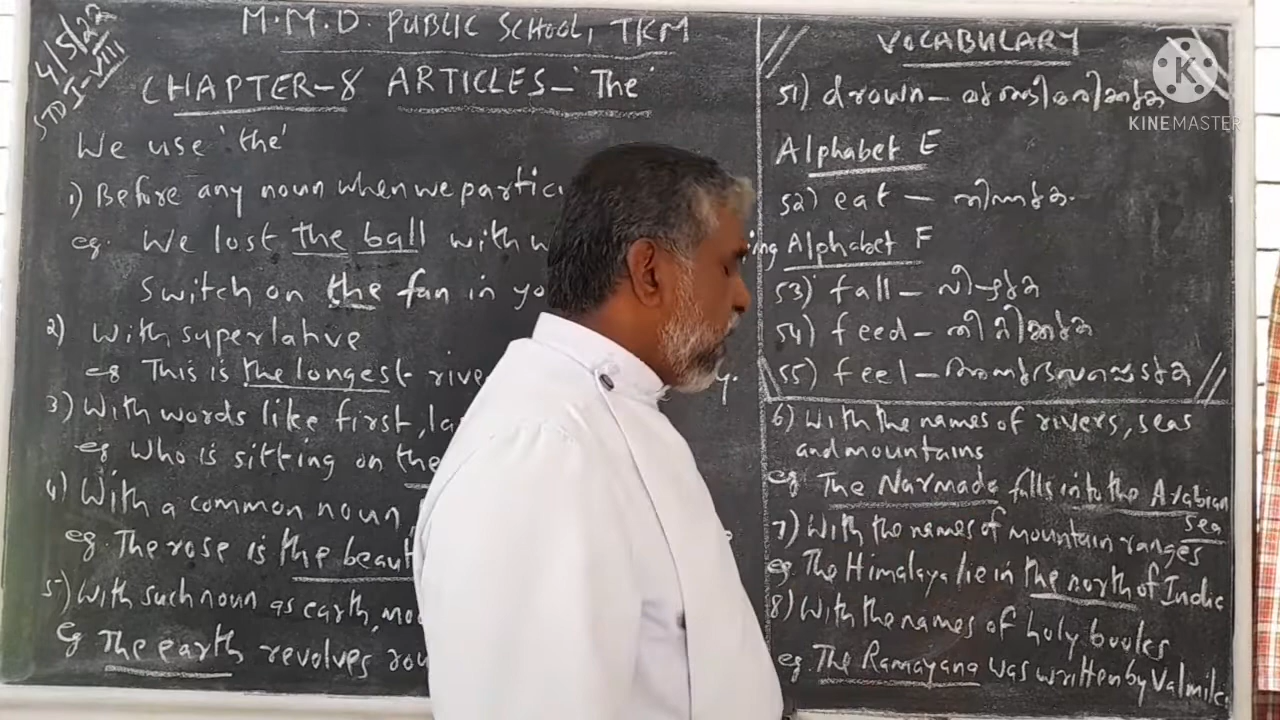 4/5/22
STD I-VIII
M.M.D. PUBLIC SCHOOL, TKM
CHAPTER-8 ARTICLES - 'The'
We use 'the'
1) Before any noun when we partic
eg. We lost the ball with w
Switch on the fan in yo
2) With superlative
eg This is the longest rive y.
3) With words like first, la
eg Who is sitting on the
4) With a common noun
eg. The rose is the beaut
5) With such noun as earth, moo
eg The earth revolves rou
VOCABULARY
51) drown -
Alphabet E
52) eat - തിന്നുക
ing Alphabet F
53) fall - വീഴുക
54) feed - തീറ്റുക
55) feel - അനുഭവപ്പെടുക
6) With the names of rivers, seas
and mountains
eg The Narmada falls into the Arabian
Sea
7) With the names of mountain ranges
eg. The Himalaya lie in the north of India
8) With the names of holy books
eg. The Ramayana was written by Valmik
KINEMASTER